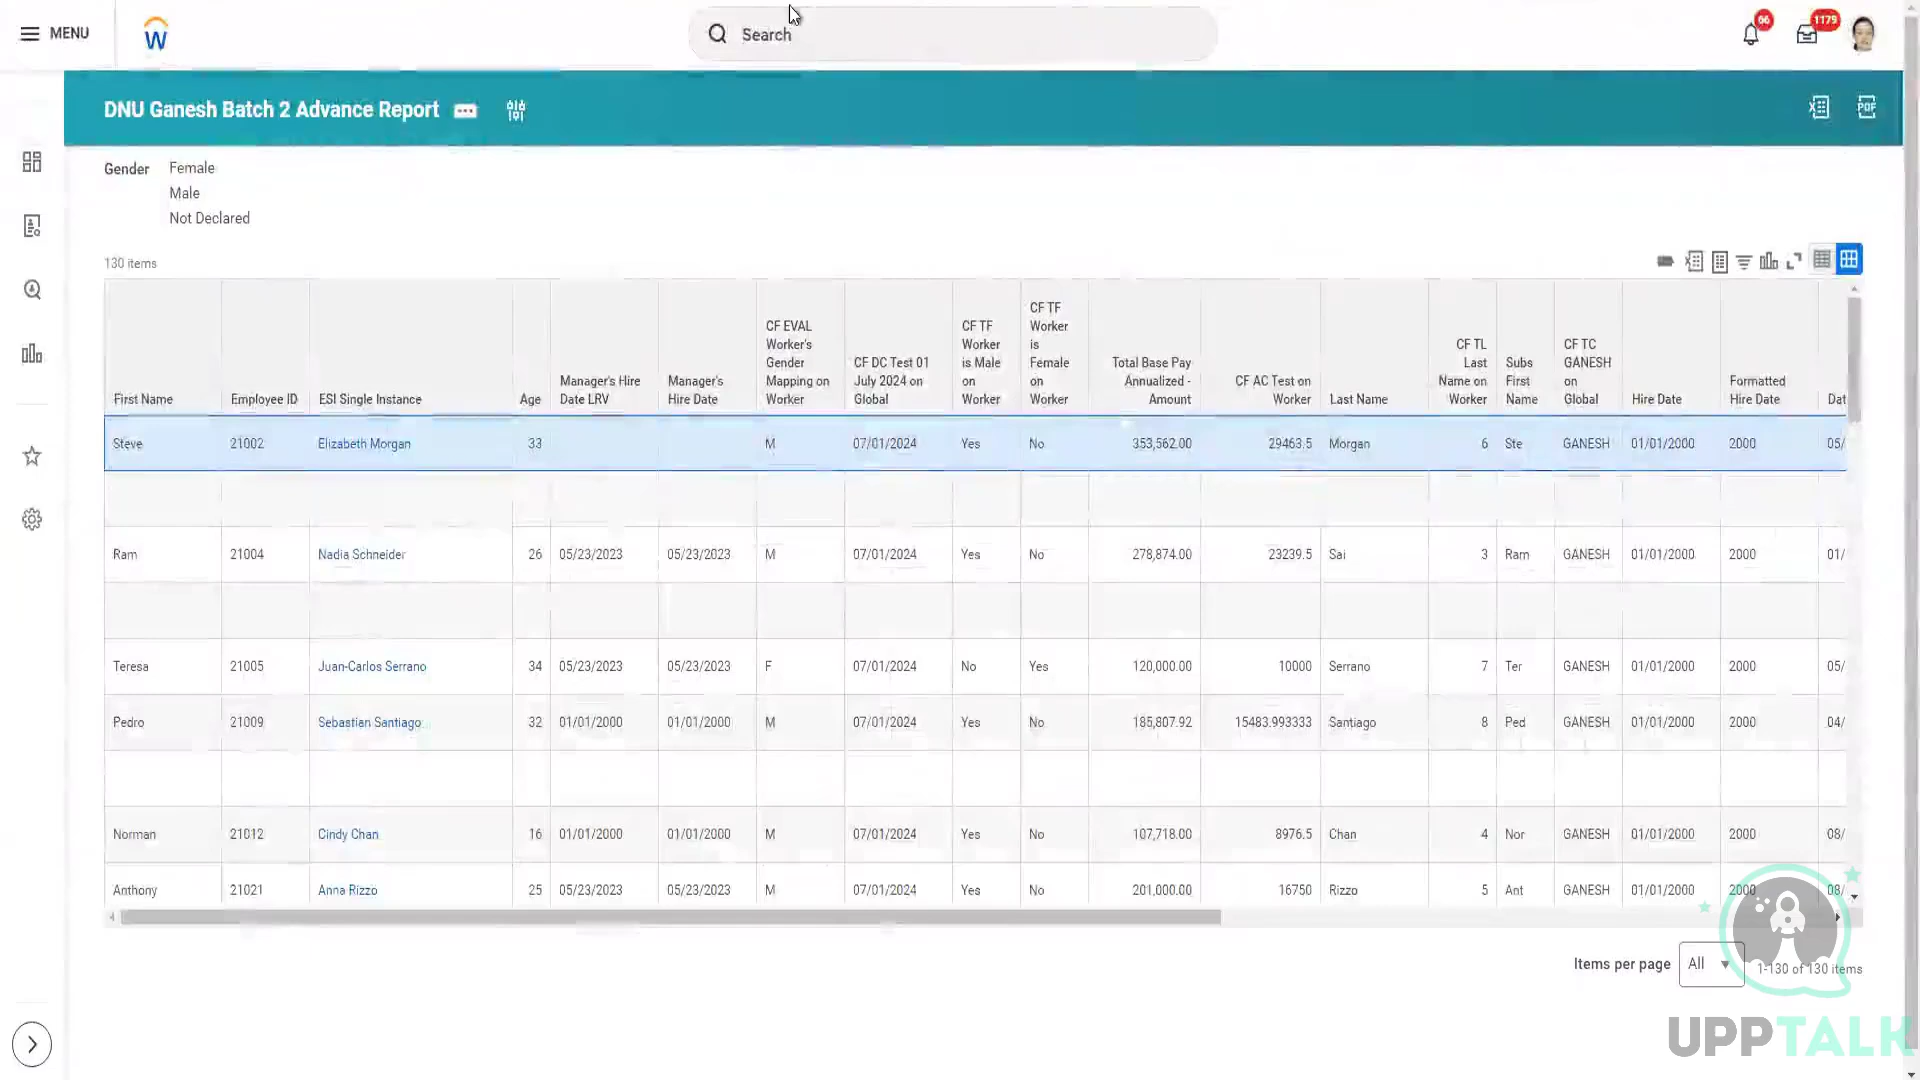 MENU
W
Search
66
1179
DNU Ganesh Batch 2 Advance Report
PDF
Gender
Female
Male
Not Declared
130 items
First Name
Employee ID
ESI Single Instance
Age
Manager's Hire
Date LRV
Manager's
Hire Date
CF EVAL
Worker's
Gender
Mapping on
Worker
CF DC Test 01
July 2024 on
Global
CF TF
Worker
is Male
on
Worker
CF TF
Worker
is
Female
on
Worker
Total Base Pay
Annualized -
Amount
CF AC Test on
Worker
Last Name
CF TL
Last
Name on
Worker
Subs
First
Name
CF TC
GANESH
on
Global
Hire Date
Formatted
Hire Date
Dat
Steve 21002 Elizabeth Morgan 33 M 07/01/2024 Yes No 353,562.00 29463.5 Morgan 6 Ste GANESH 01/01/2000 2000 05/
Ram 21004 Nadia Schneider 26 05/23/2023 05/23/2023 M 07/01/2024 Yes No 278,874.00 23239.5 Sai 3 Ram GANESH 01/01/2000 2000 01/
Teresa 21005 Juan-Carlos Serrano 34 05/23/2023 05/23/2023 F 07/01/2024 No Yes 120,000.00 10000 Serrano 7 Ter GANESH 01/01/2000 2000 05/
Pedro 21009 Sebastian Santiago 32 01/01/2000 01/01/2000 M 07/01/2024 Yes No 185,807.92 15483.993333 Santiago 8 Ped GANESH 01/01/2000 2000 04/
Norman 21012 Cindy Chan 16 01/01/2000 01/01/2000 M 07/01/2024 Yes No 107,718.00 8976.5 Chan 4 Nor GANESH 01/01/2000 2000 08/
Anthony 21021 Anna Rizzo 25 05/23/2023 05/23/2023 M 07/01/2024 Yes No 201,000.00 16750 Rizzo 5 Ant GANESH 01/01/2000 2000 08/
Items per page All 1-130 of 130 items
UPPTALK